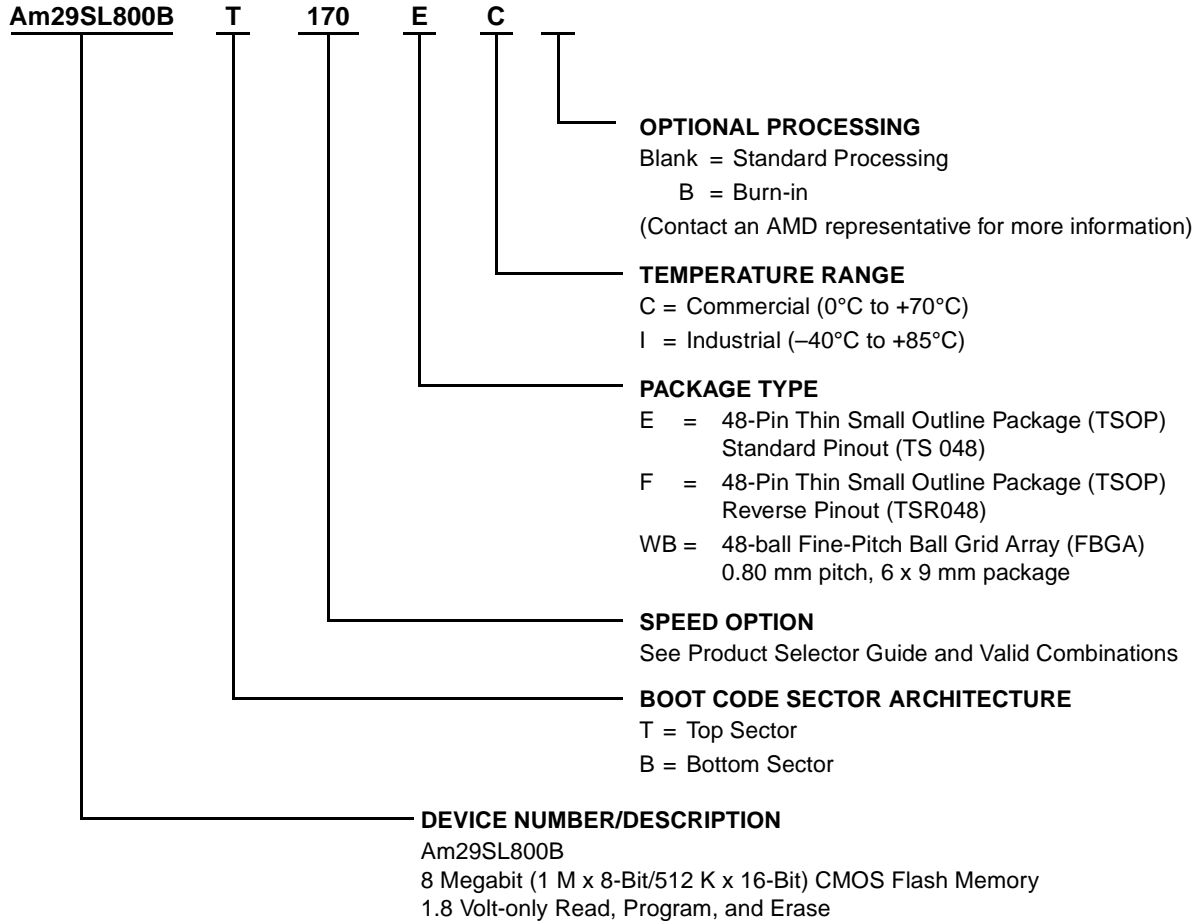 Am29SL800B T 170 E C
OPTIONAL PROCESSING
Blank = Standard Processing
B = Burn-in
(Contact an AMD representative for more information)
TEMPERATURE RANGE
C = Commercial (0°C to +70°C)
I = Industrial (–40°C to +85°C)
PACKAGE TYPE
E = 48-Pin Thin Small Outline Package (TSOP)
Standard Pinout (TS 048)
F = 48-Pin Thin Small Outline Package (TSOP)
Reverse Pinout (TSR048)
WB = 48-ball Fine-Pitch Ball Grid Array (FBGA)
0.80 mm pitch, 6 x 9 mm package
SPEED OPTION
See Product Selector Guide and Valid Combinations
BOOT CODE SECTOR ARCHITECTURE
T = Top Sector
B = Bottom Sector
DEVICE NUMBER/DESCRIPTION
Am29SL800B
8 Megabit (1 M x 8-Bit/512 K x 16-Bit) CMOS Flash Memory
1.8 Volt-only Read, Program, and Erase